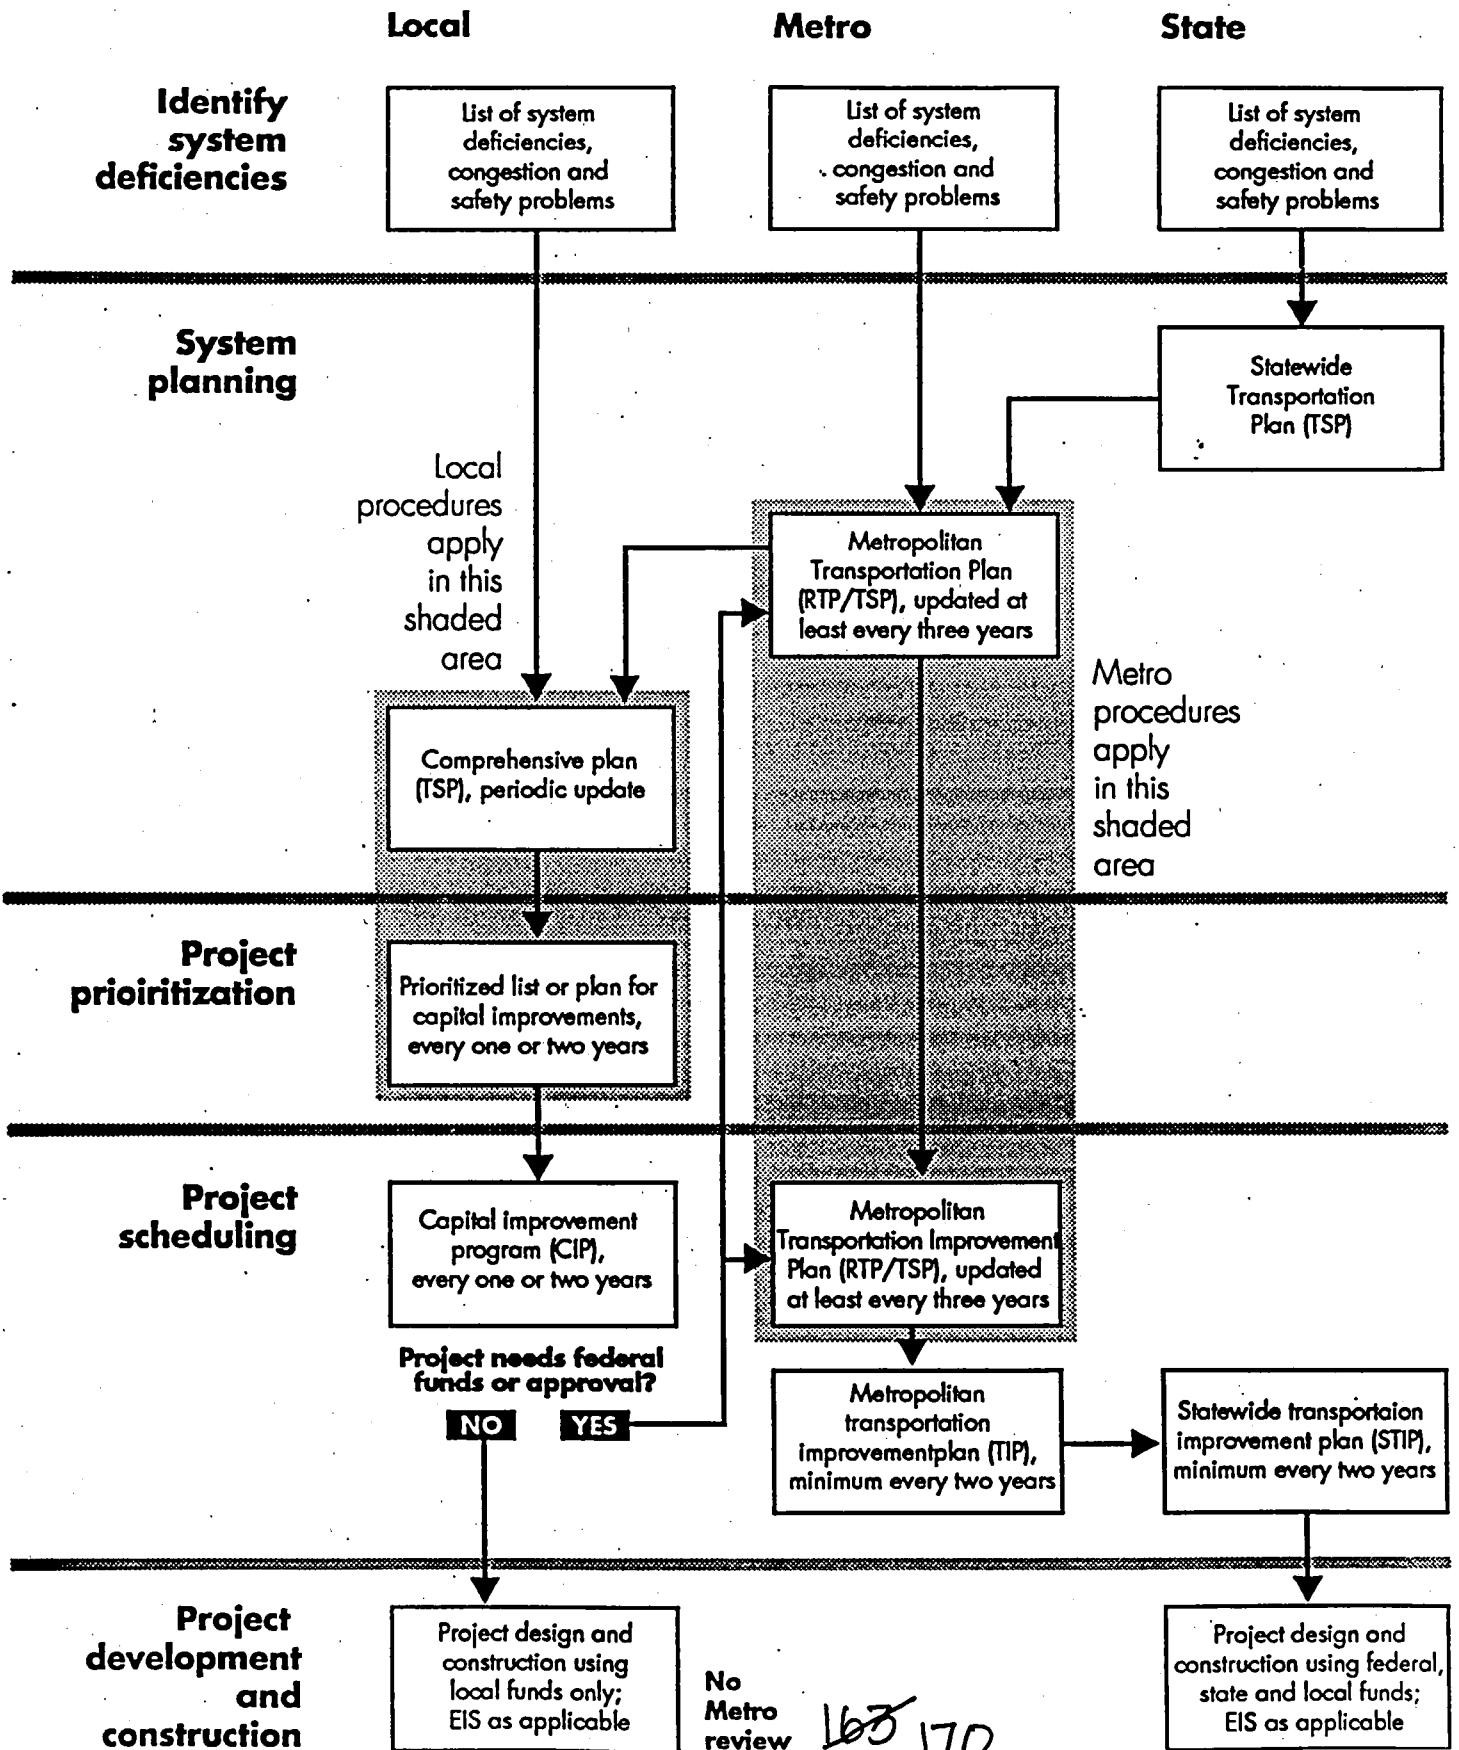 Local
Metro
State
Identify
system
deficiencies
List of system
deficiencies,
congestion and
safety problems
List of system
deficiencies,
congestion and
safety problems
List of system
deficiencies,
congestion and
safety problems
System
planning
Statewide
Transportation
Plan (TSP)
Local
procedures
apply
in this
shaded
area
Metropolitan
Transportation Plan
(RTP/TSP), updated at
least every three years
Metro
procedures
apply
in this
shaded
area
Comprehensive plan
(TSP), periodic update
Project
prioiritization
Prioritized list or plan for
capital improvements,
every one or two years
Project
scheduling
Capital improvement
program (CIP),
every one or two years
Metropolitan
Transportation Improvement
Plan (RTP/TSP), updated
at least every three years
Project needs federal
funds or approval?
NO
YES
Metropolitan
transportation
improvementplan (TIP),
minimum every two years
Statewide transportaion
improvement plan (STIP),
minimum every two years
Project
development
and
construction
Project design and
construction using
local funds only;
EIS as applicable
No
Metro
review
163
170
Project design and
construction using federal,
state and local funds;
EIS as applicable